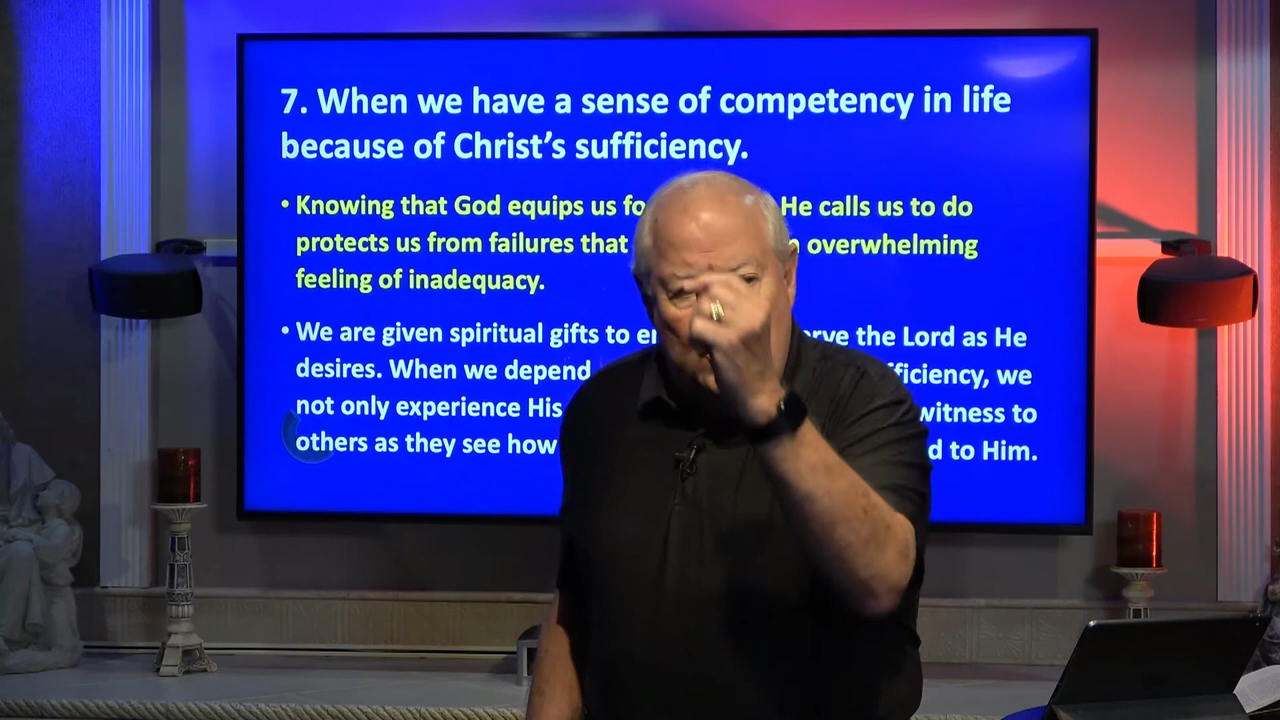 7. When we have a sense of competency in life
because of Christ's sufficiency.
• Knowing that God equips us He calls us to do
protects us from failures that overwhelming
feeling of inadequacy.
• We are given spiritual gifts to the Lord as He
desires. When we depend we
not only experience His witness to
others as they see how to Him.